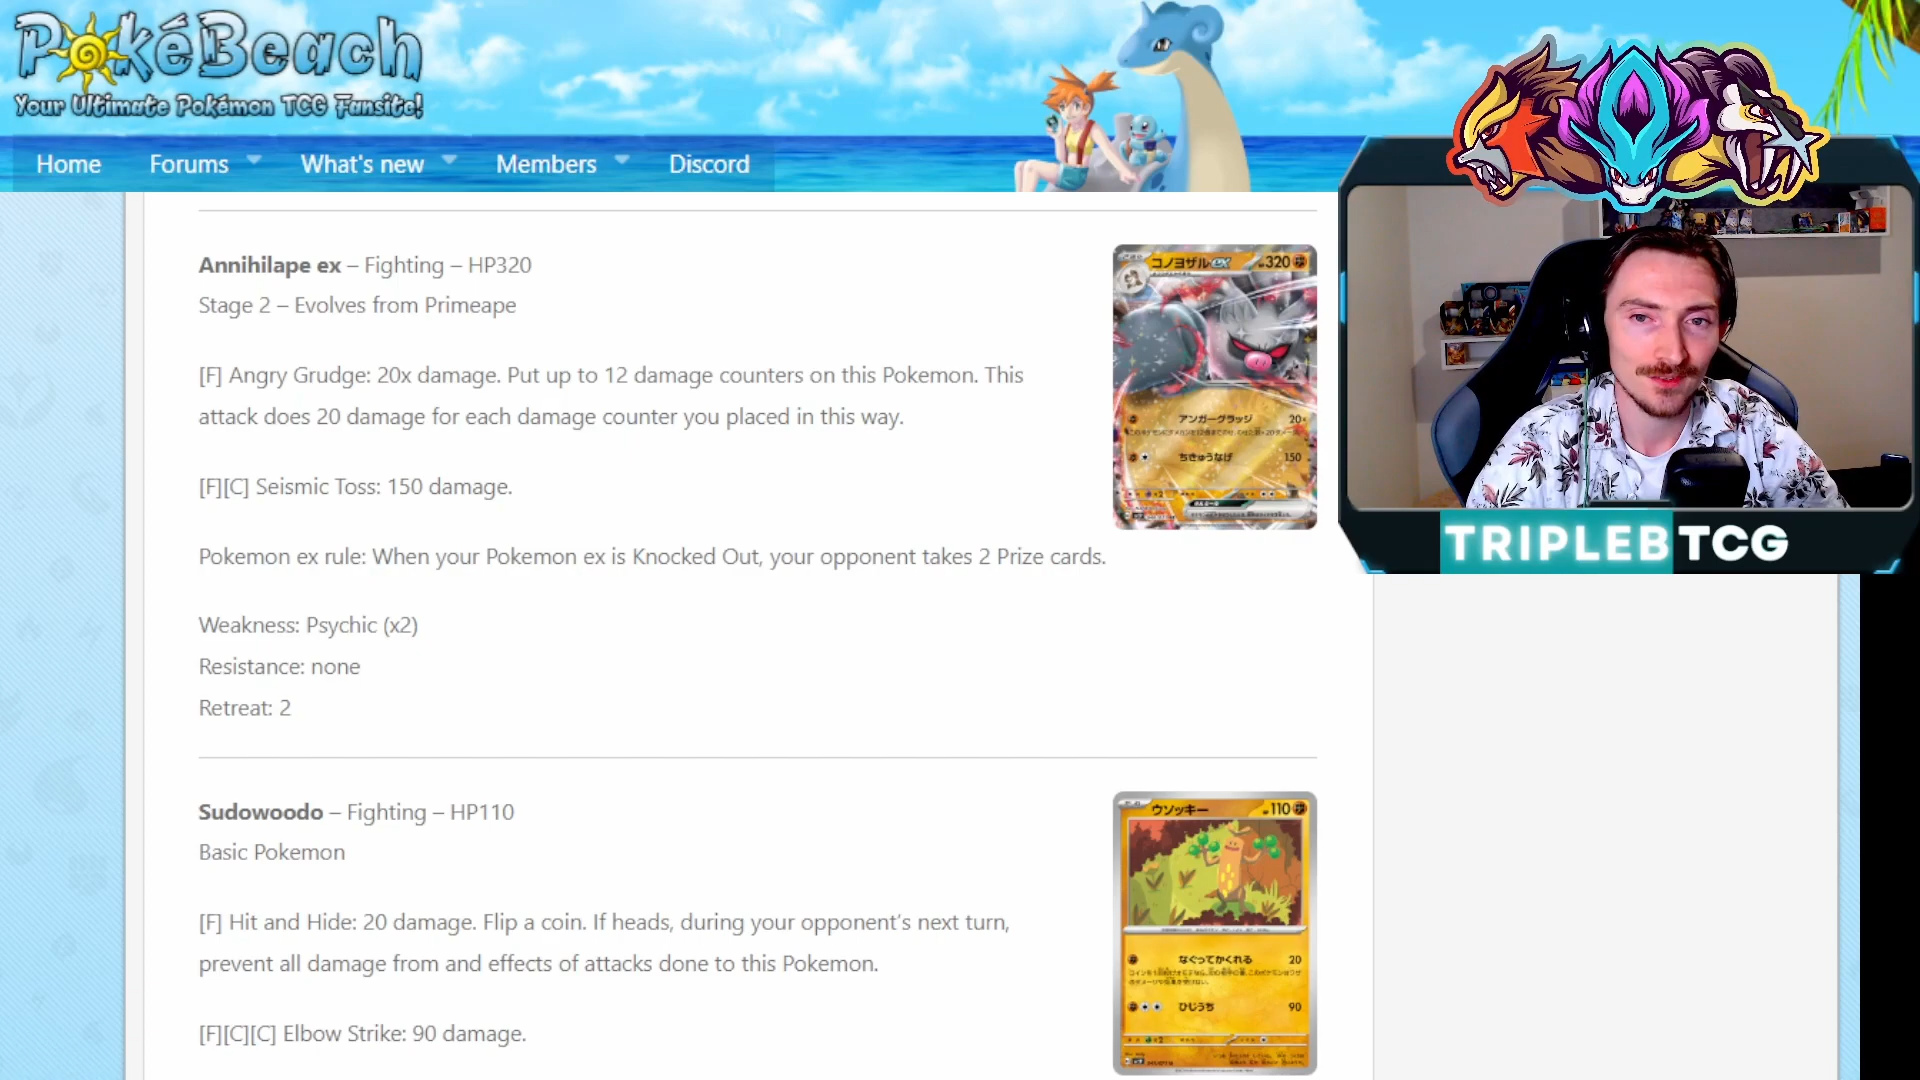 PokéBeach
Your Ultimate Pokémon TCG Fansite!
Home
Forums
What's new
Members
Discord
Annihilape ex – Fighting – HP320
Stage 2 – Evolves from Primeape
[F] Angry Grudge: 20x damage. Put up to 12 damage counters on this Pokemon. This
attack does 20 damage for each damage counter you placed in this way.
[F][C] Seismic Toss: 150 damage.
Pokemon ex rule: When your Pokemon ex is Knocked Out, your opponent takes 2 Prize cards.
Weakness: Psychic (x2)
Resistance: none
Retreat: 2
コノヨザルex 320
アンガーグラッジ 20×
ちきゅうなげ 150
TRIPLEB TCG
Sudowoodo – Fighting – HP110
Basic Pokemon
[F] Hit and Hide: 20 damage. Flip a coin. If heads, during your opponent’s next turn,
prevent all damage from and effects of attacks done to this Pokemon.
[F][C][C] Elbow Strike: 90 damage.
ウソッキー 110
なぐってかくれる 20
ひじうち 90